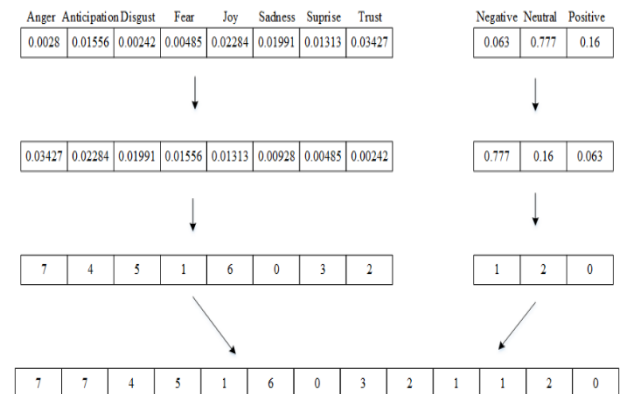 Anger Anticipation Disgust Fear Joy Sadness Suprise Trust Negative Neutral Positive
0.0028 0.01556 0.00242 0.00485 0.02284 0.01991 0.01313 0.03427 0.063 0.777 0.16
0.03427 0.02284 0.01991 0.01556 0.01313 0.00928 0.00485 0.00242 0.777 0.16 0.063
7 4 5 1 6 0 3 2 1 2 0
7 7 4 5 1 6 0 3 2 1 1 2 0